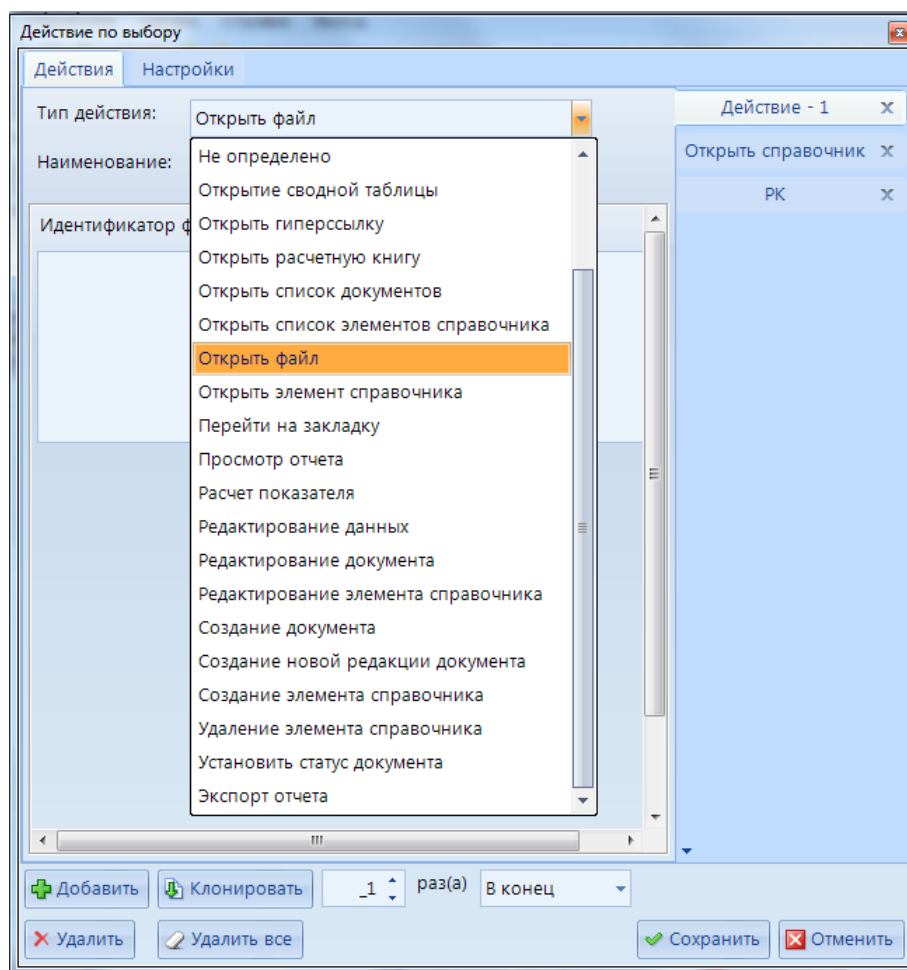 Действие по выбору
Действия Настройки
Тип действия: Открыть файл
Действие - 1
Наименование:
Открыть справочник
РК
Идентификатор ф
Не определено
Открытие сводной таблицы
Открыть гиперссылку
Открыть расчетную книгу
Открыть список документов
Открыть список элементов справочника
Открыть файл
Открыть элемент справочника
Перейти на закладку
Просмотр отчета
Расчет показателя
Редактирование данных
Редактирование документа
Редактирование элемента справочника
Создание документа
Создание новой редакции документа
Создание элемента справочника
Удаление элемента справочника
Установить статус документа
Экспорт отчета
Добавить Клонировать _1 раз(а) В конец
Удалить Удалить все Сохранить Отменить